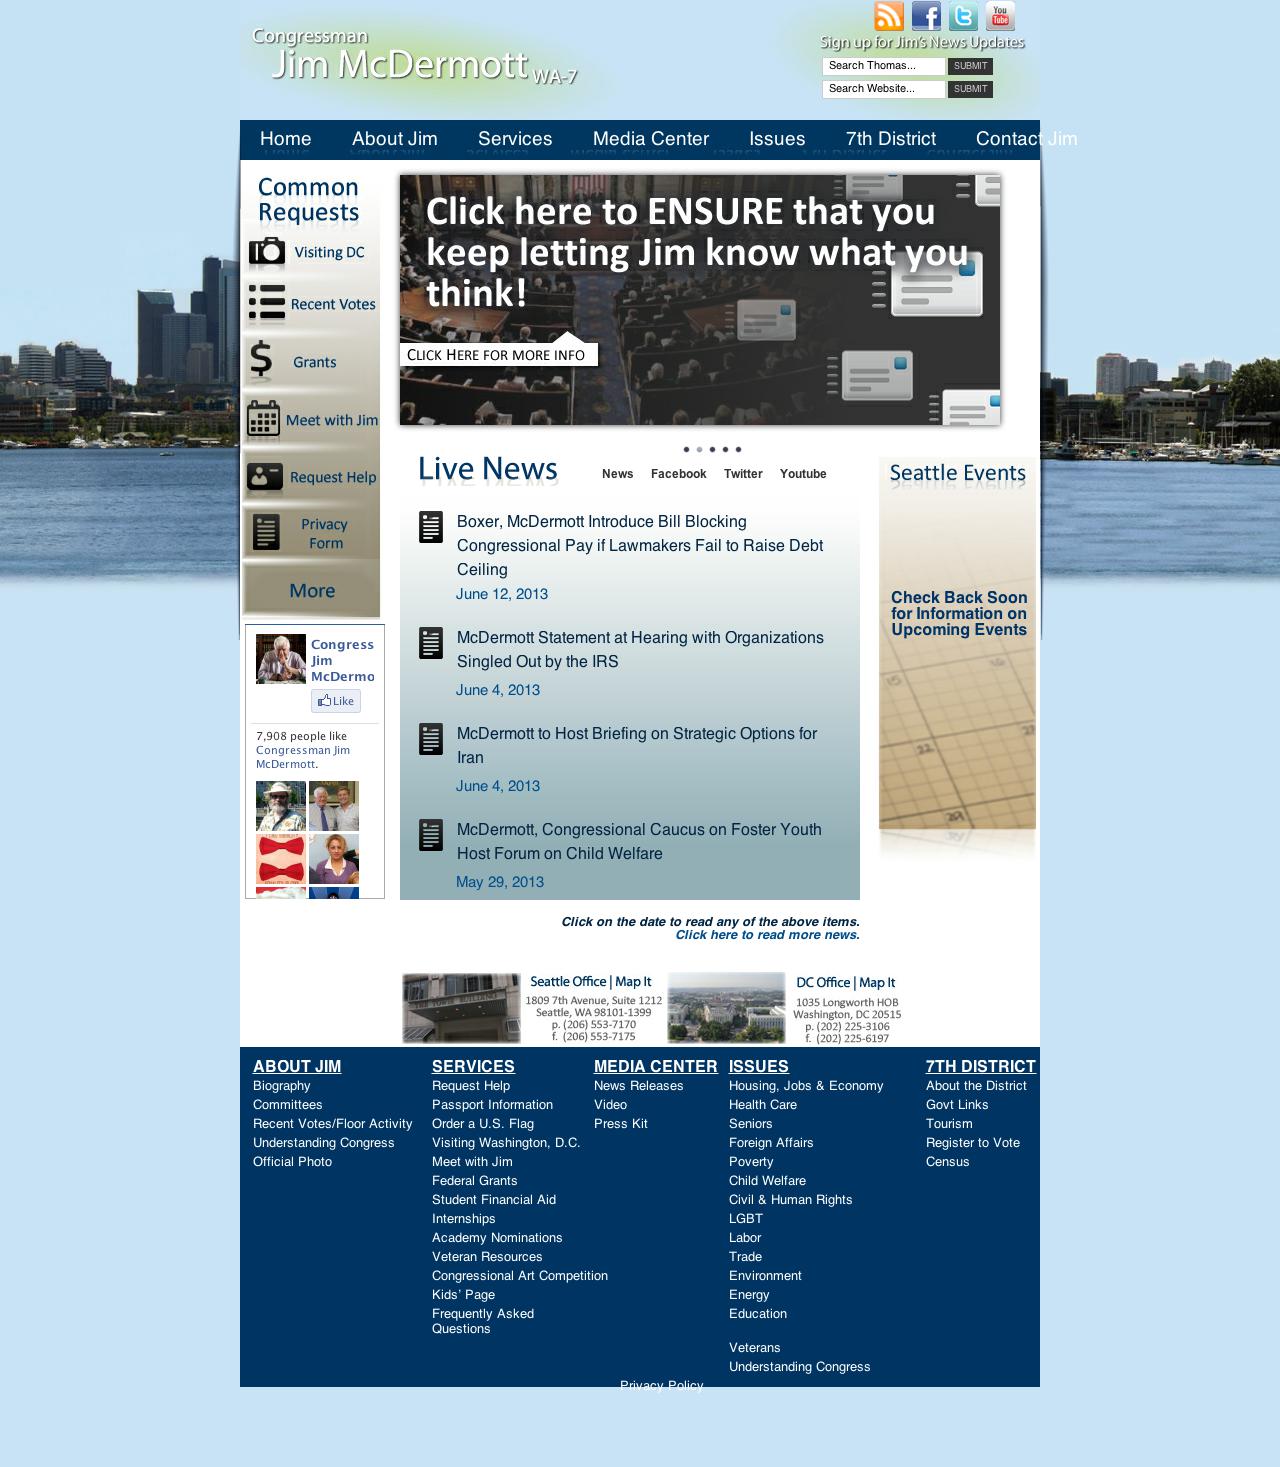 Congressman
Jim McDermott WA-7
You
Tube
Sign up for Jim's News Updates
Search Thomas... SUBMIT
Search Website... SUBMIT
Home About Jim Services Media Center Issues 7th District Contact Jim
Common
Requests
Visiting DC
Recent Votes
Grants
Meet with Jim
Request Help
Privacy
Form
More
Click here to ENSURE that you
keep letting Jim know what you
think!
CLICK HERE FOR MORE INFO
Live News
News Facebook Twitter Youtube
Boxer, McDermott Introduce Bill Blocking
Congressional Pay if Lawmakers Fail to Raise Debt
Ceiling
June 12, 2013
McDermott Statement at Hearing with Organizations
Singled Out by the IRS
June 4, 2013
McDermott to Host Briefing on Strategic Options for
Iran
June 4, 2013
McDermott, Congressional Caucus on Foster Youth
Host Forum on Child Welfare
May 29, 2013
Click on the date to read any of the above items.
Click here to read more news.
Seattle Events
Check Back Soon
for Information on
Upcoming Events
Congress
Jim
McDermo
Like
7,908 people like
Congressman Jim
McDermott.
Seattle Office | Map It
1809 7th Avenue, Suite 1212
Seattle, WA 98101-1399
p. (206) 553-7170
f. (206) 553-7175
DC Office | Map It
1035 Longworth HOB
Washington, DC 20515
p. (202) 225-3106
f. (202) 225-6197
ABOUT JIM
Biography
Committees
Recent Votes/Floor Activity
Understanding Congress
Official Photo
SERVICES
Request Help
Passport Information
Order a U.S. Flag
Visiting Washington, D.C.
Meet with Jim
Federal Grants
Student Financial Aid
Internships
Academy Nominations
Veteran Resources
Congressional Art Competition
Kids' Page
Frequently Asked
Questions
MEDIA CENTER
News Releases
Video
Press Kit
ISSUES
Housing, Jobs & Economy
Health Care
Seniors
Foreign Affairs
Poverty
Child Welfare
Civil & Human Rights
LGBT
Labor
Trade
Environment
Energy
Education
Veterans
Understanding Congress
7TH DISTRICT
About the District
Govt Links
Tourism
Register to Vote
Census
Privacy Policy